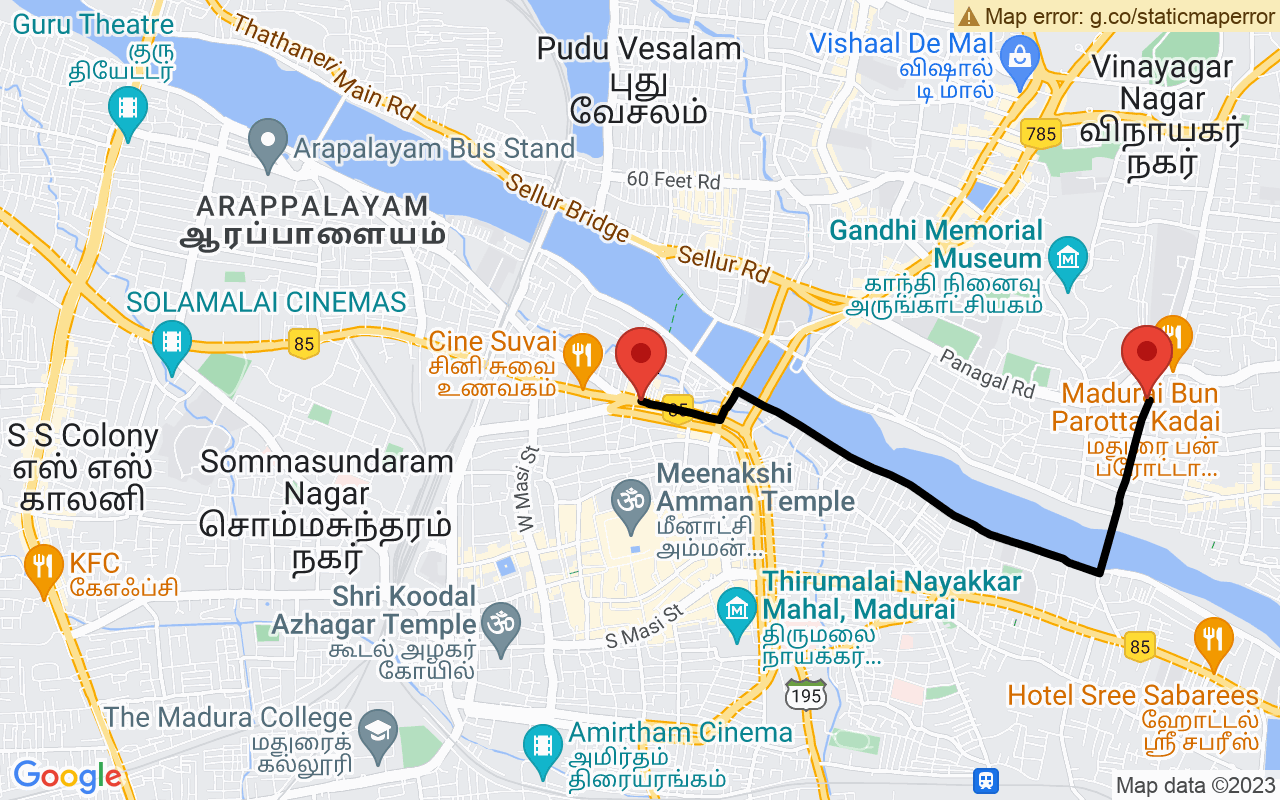 Map error: g.co/staticmaperror
Guru Theatre
குரு
தியேட்டர்
Thathaneri Main Rd
Pudu Vesalam
புது
வேசலம்
Vishaal De Mal
விஷால்
டி மால்
Vinayagar
Nagar
விநாயகர்
நகர்
785
Arapalayam Bus Stand
60 Feet Rd
Sellur Bridge
ARAPPALAYAM
ஆரப்பாளையம்
Sellur Rd
Gandhi Memorial
Museum
காந்தி நினைவு
அருங்காட்சியகம்
SOLAMALAI CINEMAS
85
Cine Suvai
சினி சுவை
உணவகம்
85
Panagal Rd
Madurai Bun
Parotta Kadai
மதுரை பன்
பரோட்டா...
S S Colony
எஸ் எஸ்
காலனி
Sommasundaram
Nagar
சொம்மசுந்தரம்
நகர்
W Masi St
Meenakshi
Amman Temple
மீனாட்சி
அம்மன்...
KFC
கேஎஃப்சி
Shri Koodal
Azhagar Temple
கூடல் அழகர்
கோயில்
S Masi St
Thirumalai Nayakkar
Mahal, Madurai
திருமலை
நாயக்கர்...
85
195
Hotel Sree Sabarees
ஹோட்டல்
ஸ்ரீ சபரீஸ்
The Madura College
மதுரைக்
கல்லூரி
Amirtham Cinema
அமிர்தம்
திரையரங்கம்
Google
Map data ©2023